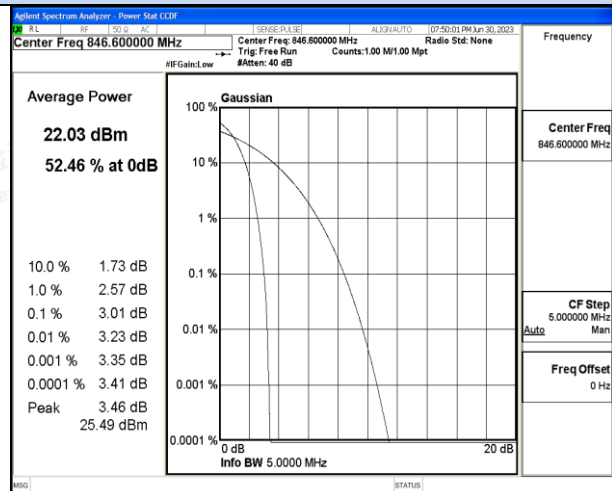 Agilent Spectrum Analyzer - Power Stat CCDF
RL RF 50 Ω AC SENSE:PULSE ALIGNAUTO 07:50:01 PM Jun 30, 2023
Center Freq 846.600000 MHz
Center Freq: 846.600000 MHz Radio Std: None
Trig: Free Run Counts:1.00 M/1.00 Mpt
#IFGain:Low #Atten: 40 dB
Frequency
Average Power
22.03 dBm
52.46 % at 0dB
10.0 % 1.73 dB
1.0 % 2.57 dB
0.1 % 3.01 dB
0.01 % 3.23 dB
0.001 % 3.35 dB
0.0001 % 3.41 dB
Peak 3.46 dB
25.49 dBm
Gaussian
100 %
10 %
1 %
0.1 %
0.01 %
0.001 %
0.0001 %
0 dB 20 dB
Info BW 5.0000 MHz
Center Freq
846.600000 MHz
CF Step
5.000000 MHz
Auto Man
Freq Offset
0 Hz
MSG STATUS